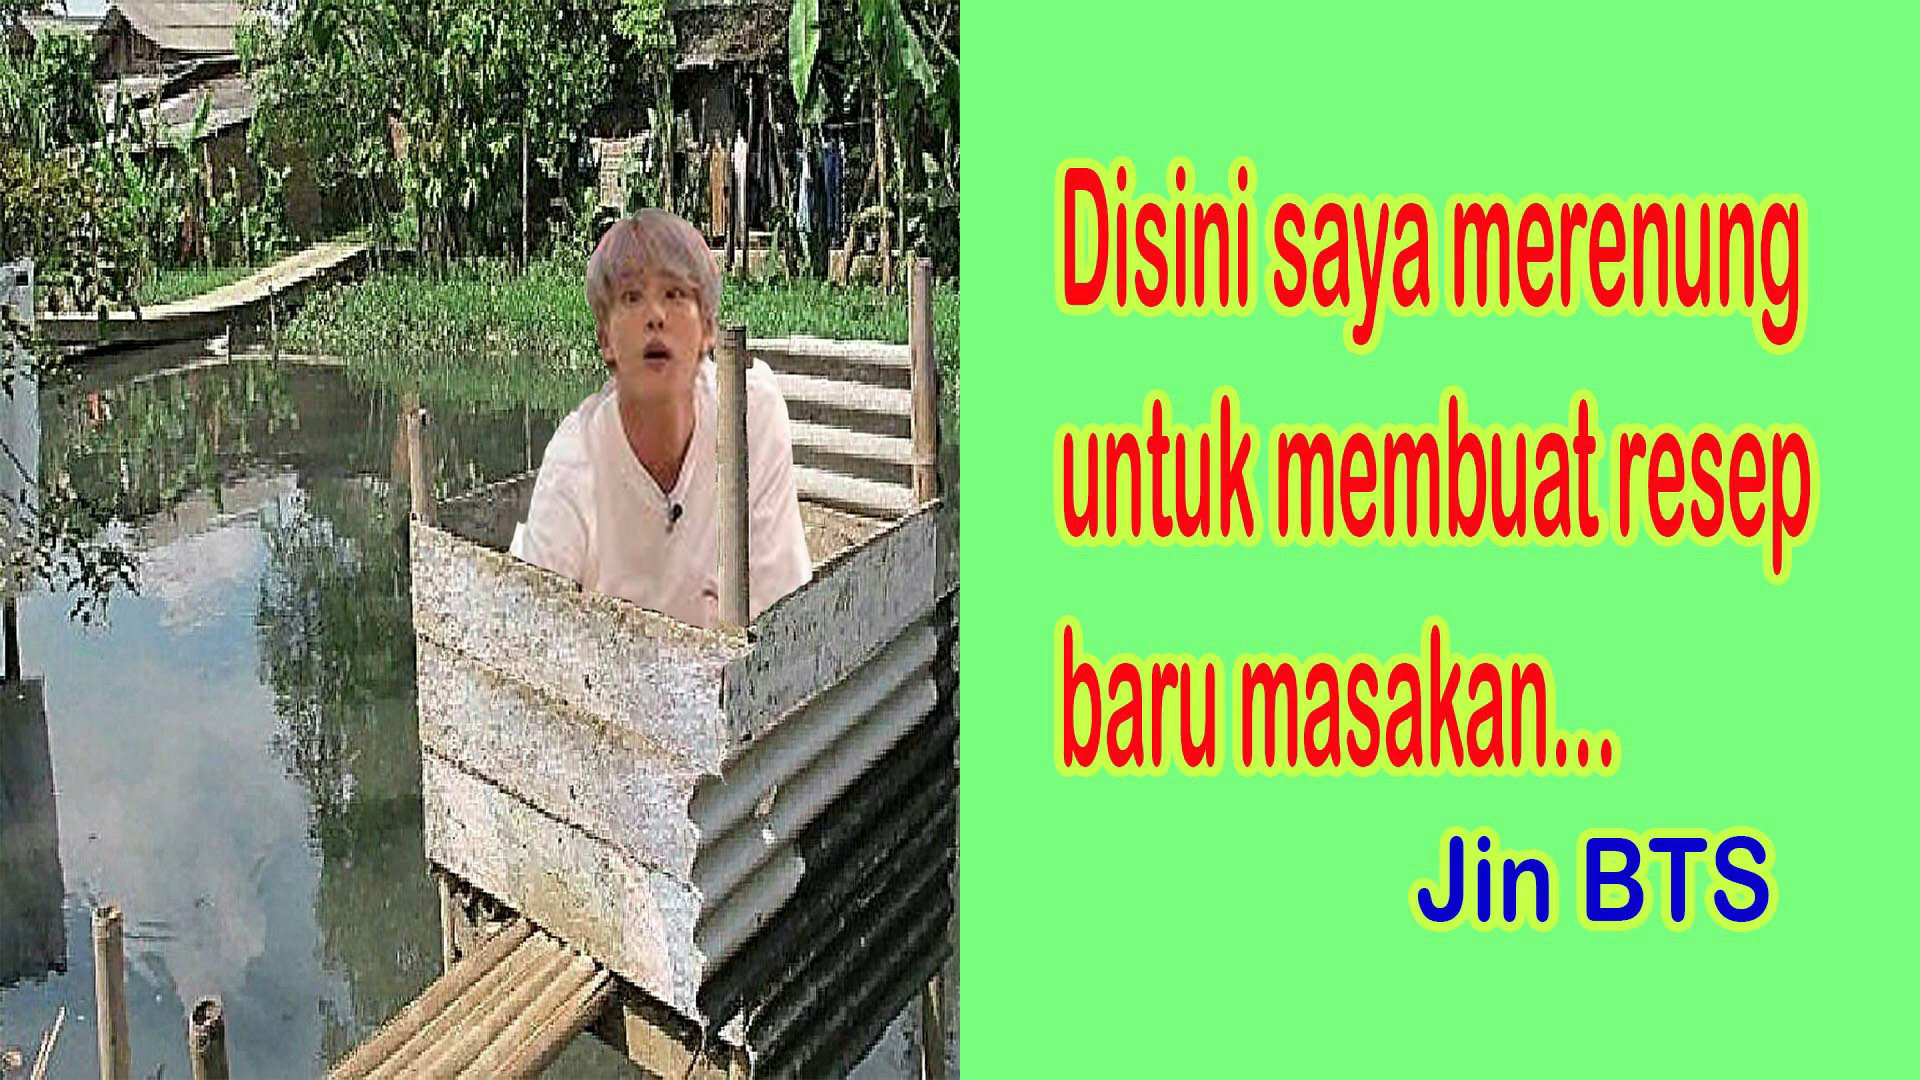 Disini saya merenung
untuk membuat resep
baru masakan...
Jin BTS